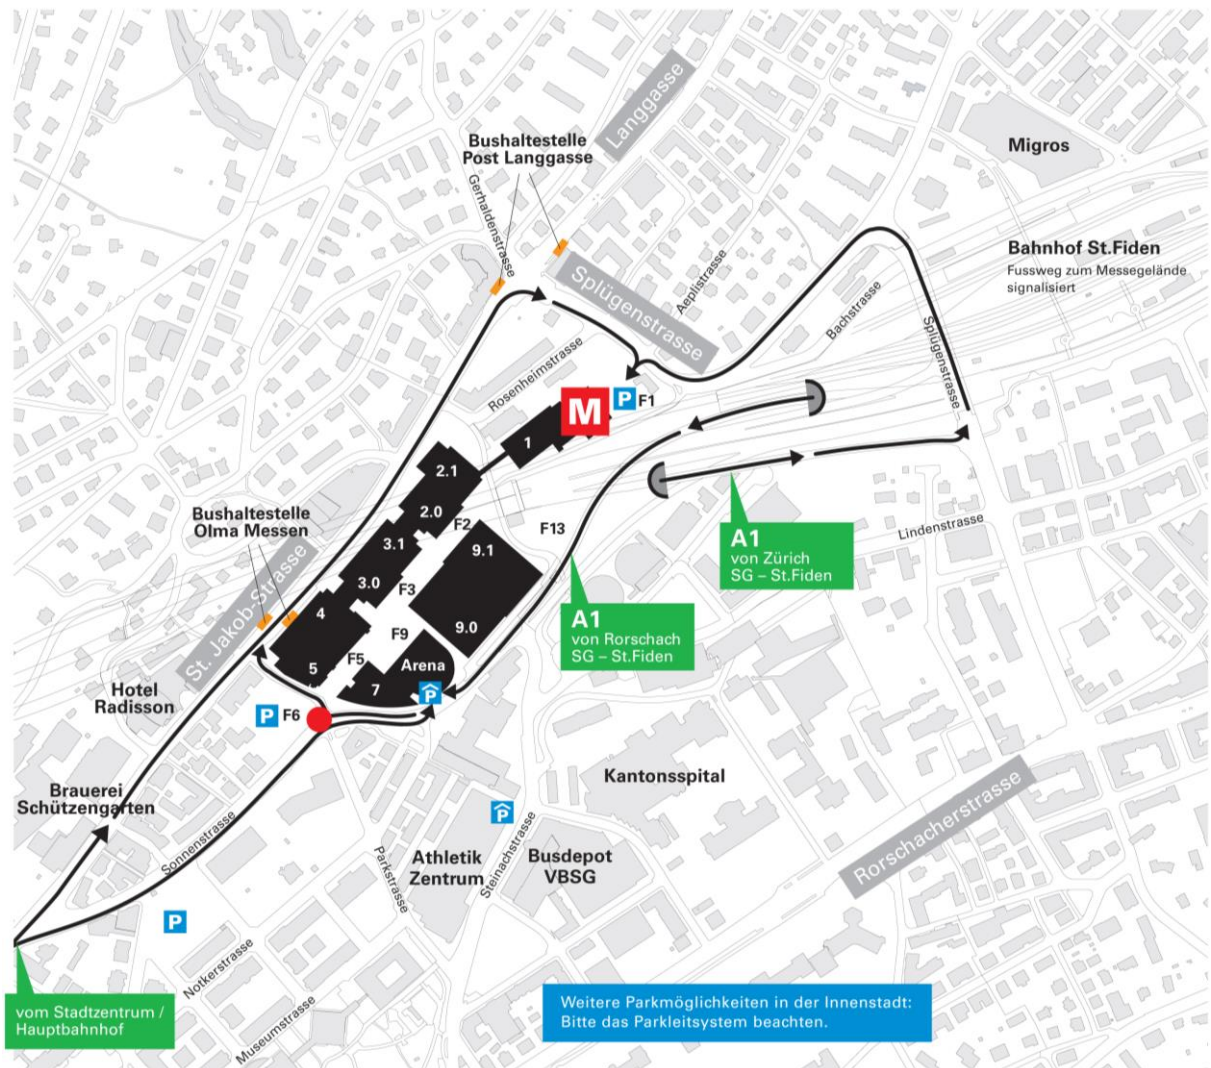 Langgasse
Bushaltestelle
Post Langgasse
Migros
Gerhaldenstrasse
Bahnhof St.Fiden
Fussweg zum Messegelände
signalisiert
Splügenstrasse
Aeplistrasse
Bachstrasse
Splügenstrasse
Rosenheimstrasse
M
P
F1
1
2.1
2.0
F2
Bushaltestelle
Olma Messen
3.1
9.1
F13
Lindenstrasse
A1
von Zürich
SG – St.Fiden
3.0
F3
St. Jakob-Strasse
4
F9
9.0
A1
von Rorschach
SG – St.Fiden
5
F5
7
Arena
P
Hotel
Radisson
P
F6
Kantonsspital
Brauerei
Schützengarten
P
Sonnenstrasse
Parkstrasse
Athletik
Zentrum
Steinachstrasse
Busdepot
VBSG
Rorschacherstrasse
P
Notkerstrasse
Museumstrasse
vom Stadtzentrum /
Hauptbahnhof
Weitere Parkmöglichkeiten in der Innenstadt:
Bitte das Parkleitsystem beachten.